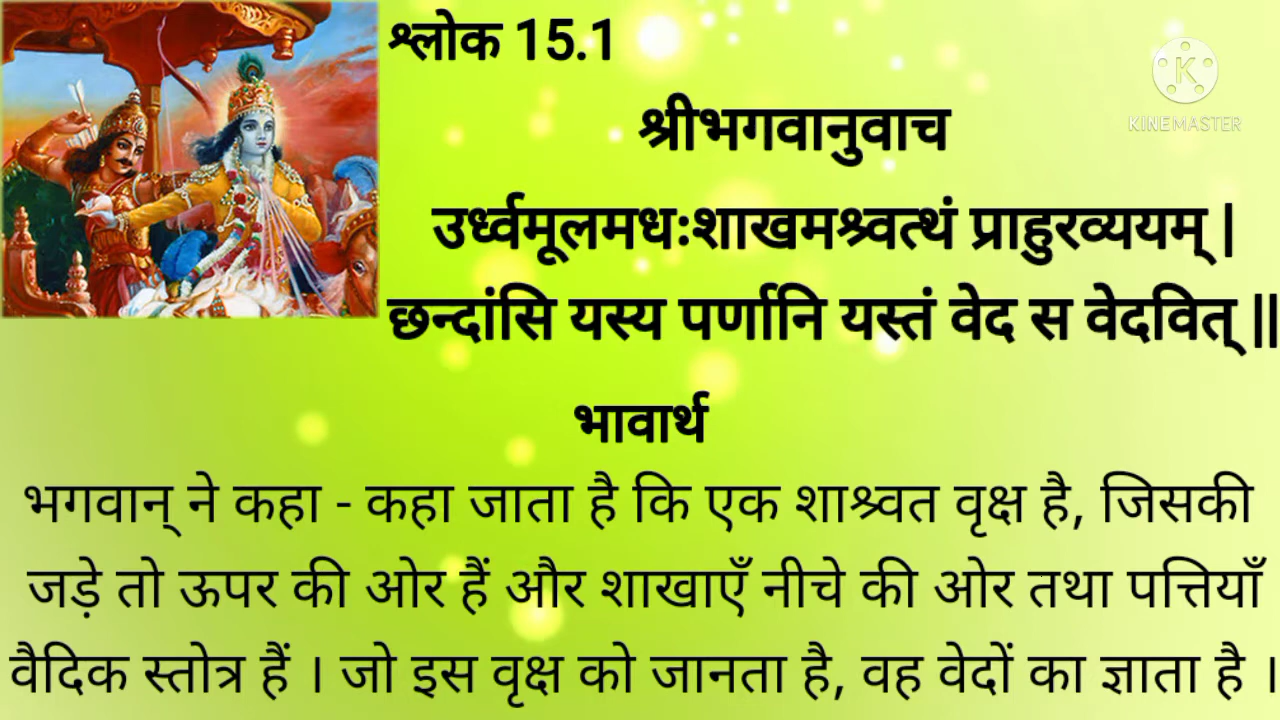 श्लोक 15.1
KINEMASTER
श्रीभगवानुवाच
उर्ध्वमूलमधःशाखमश्र्वत्थं प्राहुरव्ययम् |
छन्दांसि यस्य पर्णानि यस्तं वेद स वेदवित् ||
भावार्थ
भगवान् ने कहा - कहा जाता है कि एक शाश्र्वत वृक्ष है, जिसकी
जड़े तो ऊपर की ओर हैं और शाखाएँ नीचे की ओर तथा पत्तियाँ
वैदिक स्तोत्र हैं । जो इस वृक्ष को जानता है, वह वेदों का ज्ञाता है ।